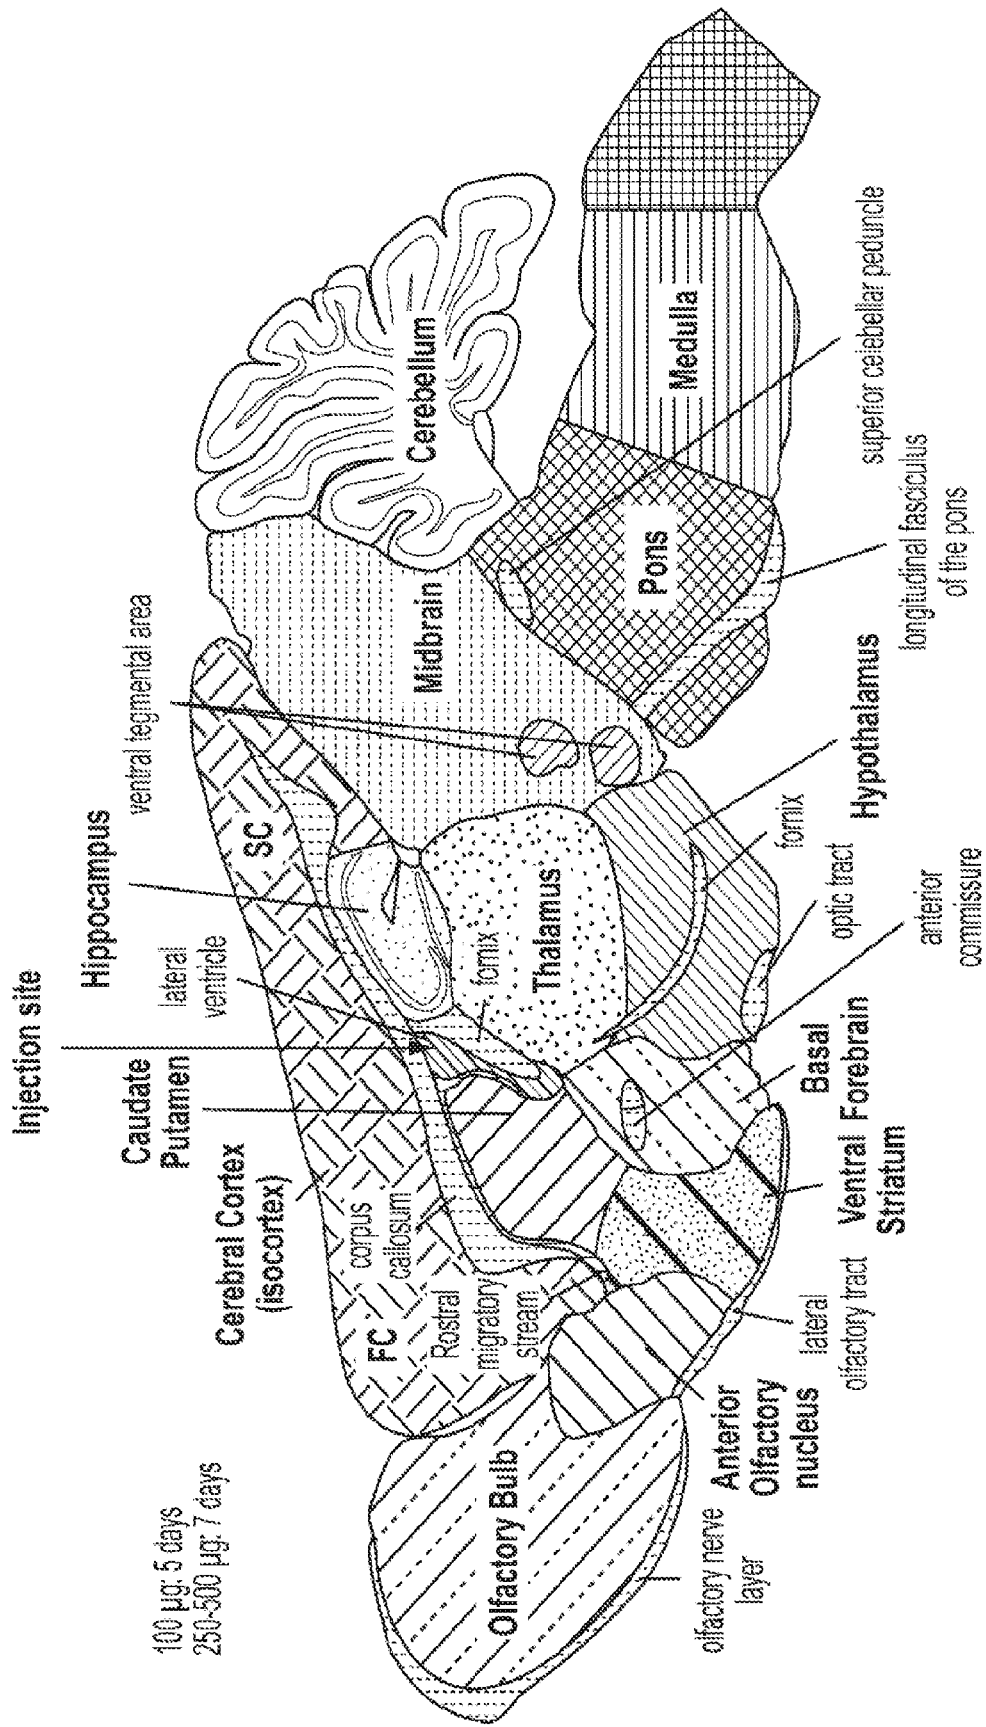 100 µg: 5 days
250-500 µg: 7 days
Injection site
Hippocampus
ventral tegmental area
lateral
ventricle
Caudate
Putamen
Cerebral Cortex
(isocortex)
SC
corpus
callosum
FC
Rostral
migratory
stream
fornix
Thalamus
Midbrain
Cerebellum
Olfactory Bulb
Pons
Medulla
olfactory nerve
layer
Anterior
Olfactory
nucleus
lateral
olfactory tract
Ventral
Striatum
Basal
Forebrain
anterior
commissure
optic tract
fornix
Hypothalamus
longitudinal fasciculus
of the pons
superior celebellar peduncle